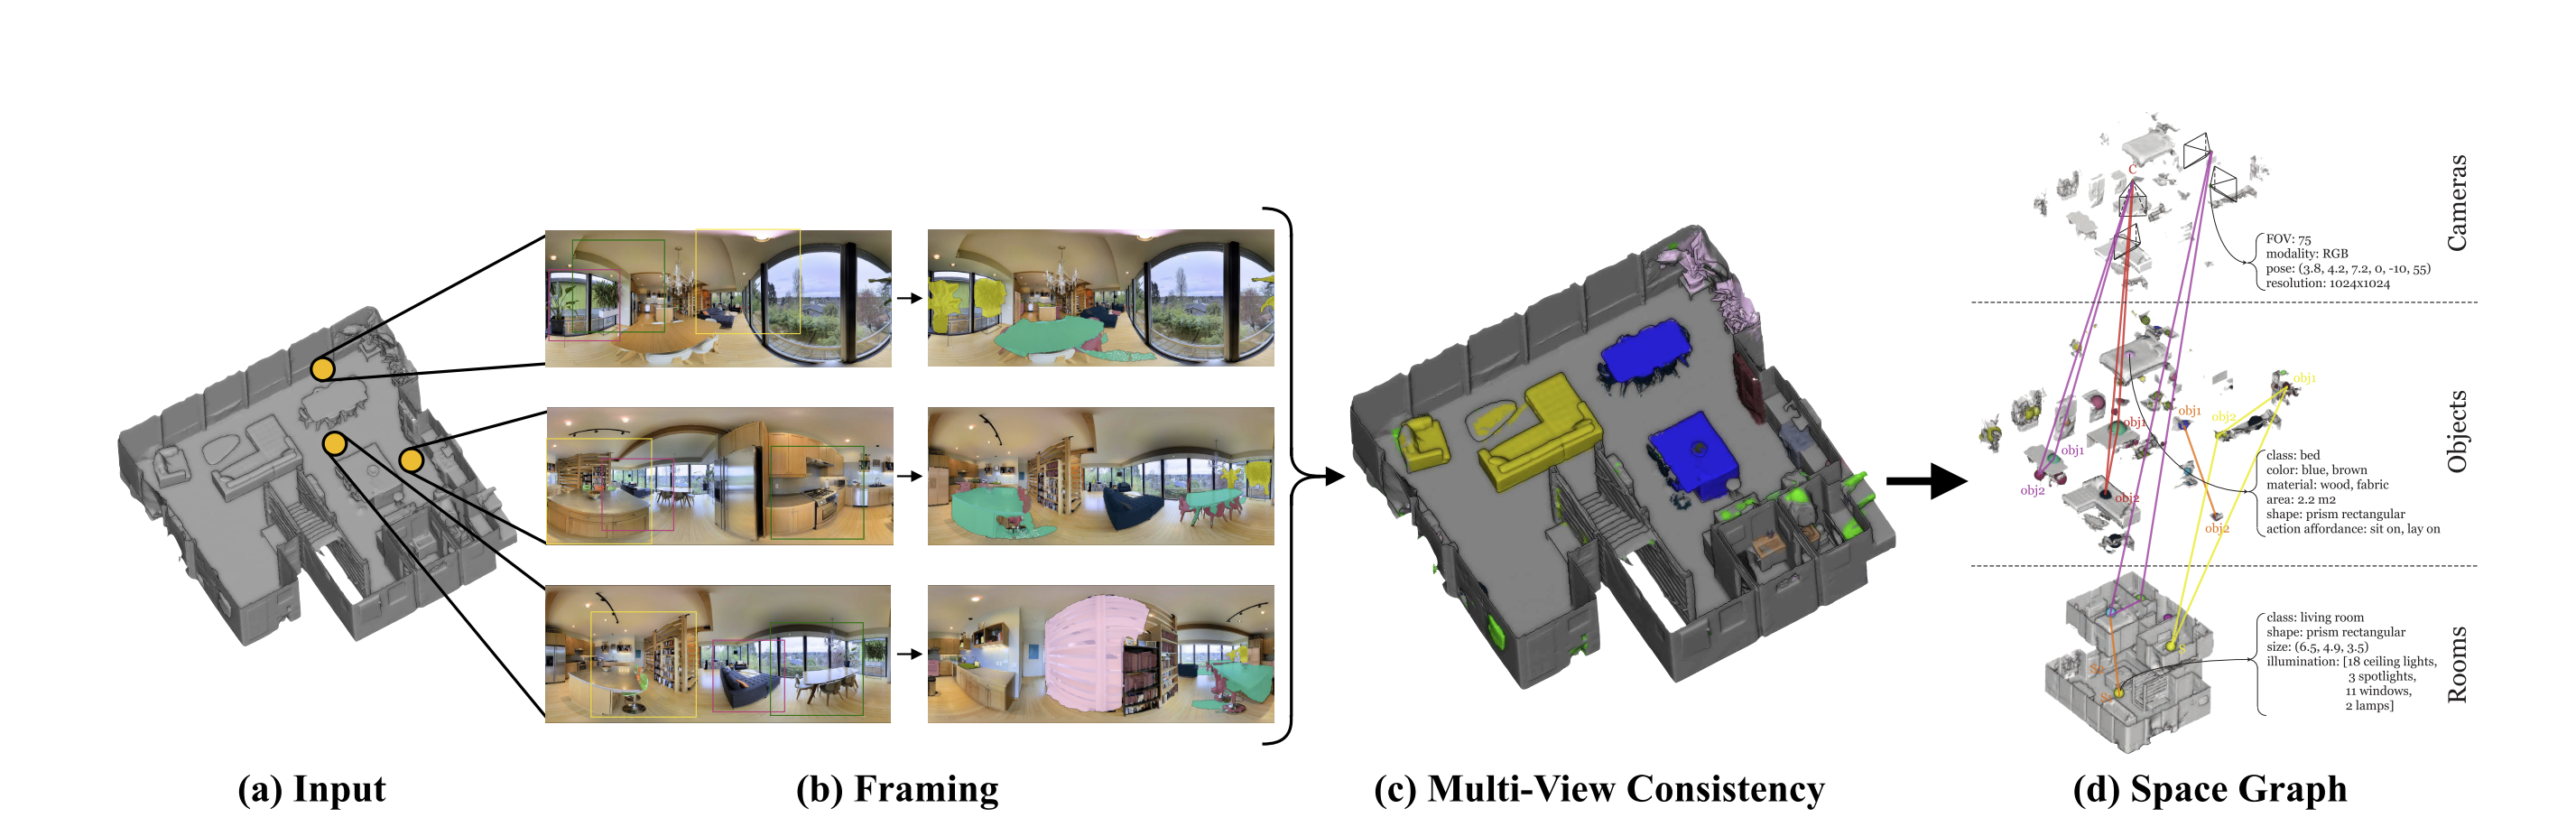 C
FOV: 75
modality: RGB
pose: (3.8, 4.2, 7.2, 0, -10, 55)
resolution: 1024x1024
Cameras
obj1
obj2
obj1
obj2
obj1
obj2
obj1
obj2
class: bed
color: blue, brown
material: wood, fabric
area: 2.2 m2
shape: prism rectangular
action affordance: sit on, lay on
Objects
class: living room
shape: prism rectangular
size: (6.5, 4.9, 3.5)
illumination: [18 ceiling lights,
3 spotlights,
11 windows,
2 lamps]
Rooms
(a) Input
(b) Framing
(c) Multi-View Consistency
(d) Space Graph